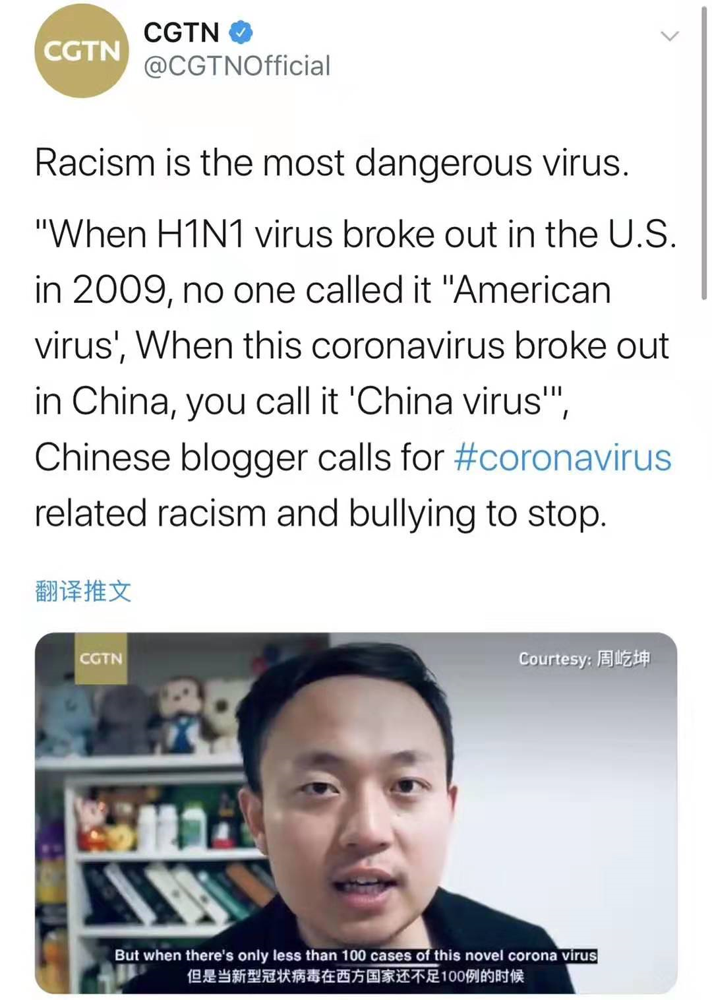 CGTN
CGTN
@CGTNOfficial
Racism is the most dangerous virus.
"When H1N1 virus broke out in the U.S.
in 2009, no one called it "American
virus', When this coronavirus broke out
in China, you call it 'China virus'",
Chinese blogger calls for #coronavirus
related racism and bullying to stop.
翻译推文
CGTN
Courtesy: 周屹坤
But when there's only less than 100 cases of this novel corona virus
但是当新型冠状病毒在西方国家还不足100例的时候